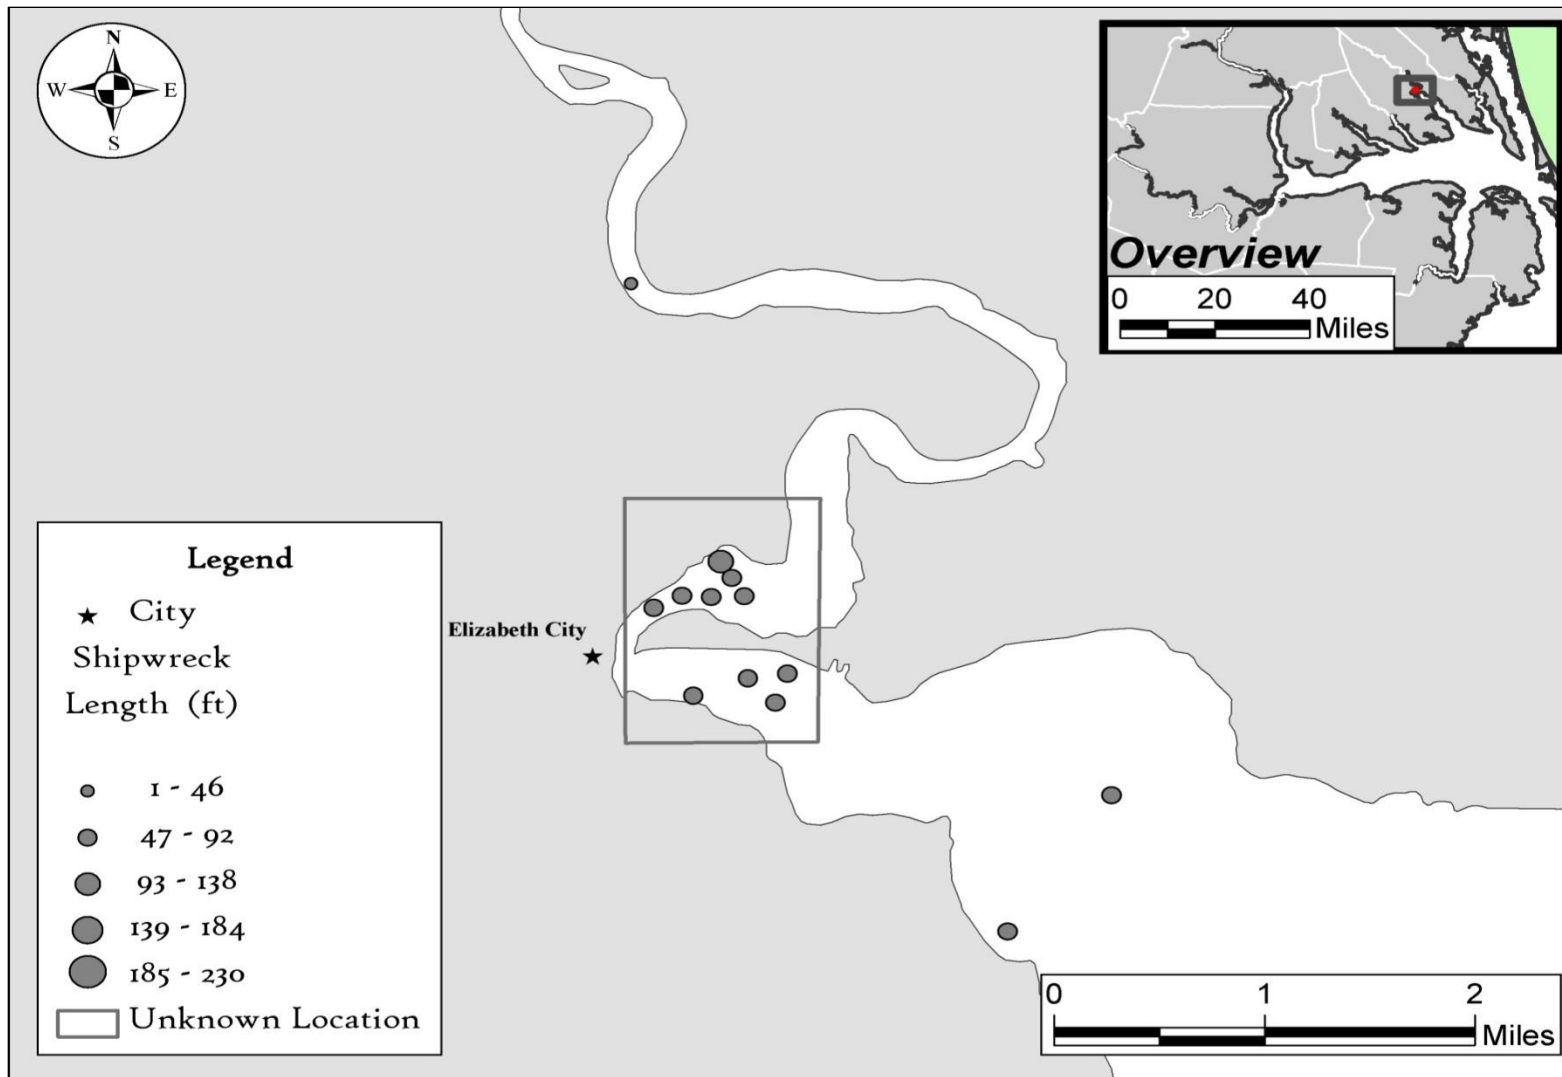 N
W E
S
Overview
0 20 40
Miles
Elizabeth City
Legend
City
Shipwreck
Length (ft)
1 - 46
47 - 92
93 - 138
139 - 184
185 - 230
Unknown Location
0 1 2
Miles